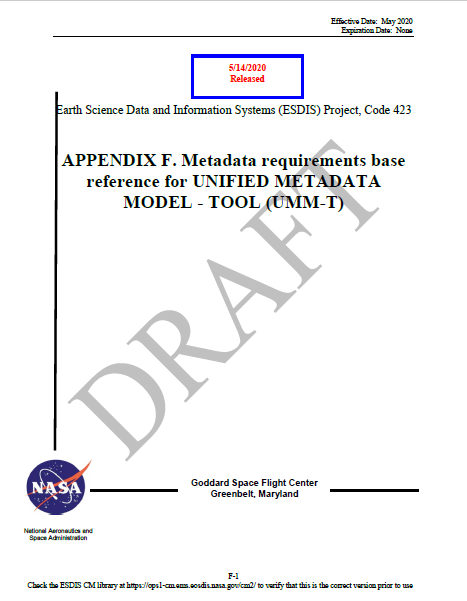 Effective Date: May 2020
Expiration Date: None
5/14/2020
Released
Earth Science Data and Information Systems (ESDIS) Project, Code 423
APPENDIX F. Metadata requirements base
reference for UNIFIED METADATA
MODEL - TOOL (UMM-T)
DRAFT
NASA
Goddard Space Flight Center
Greenbelt, Maryland
National Aeronautics and
Space Administration
F-1
Check the ESDIS CM library at https://ops1-cm.ems.eosdis.nasa.gov/cm2/ to verify that this is the correct version prior to use